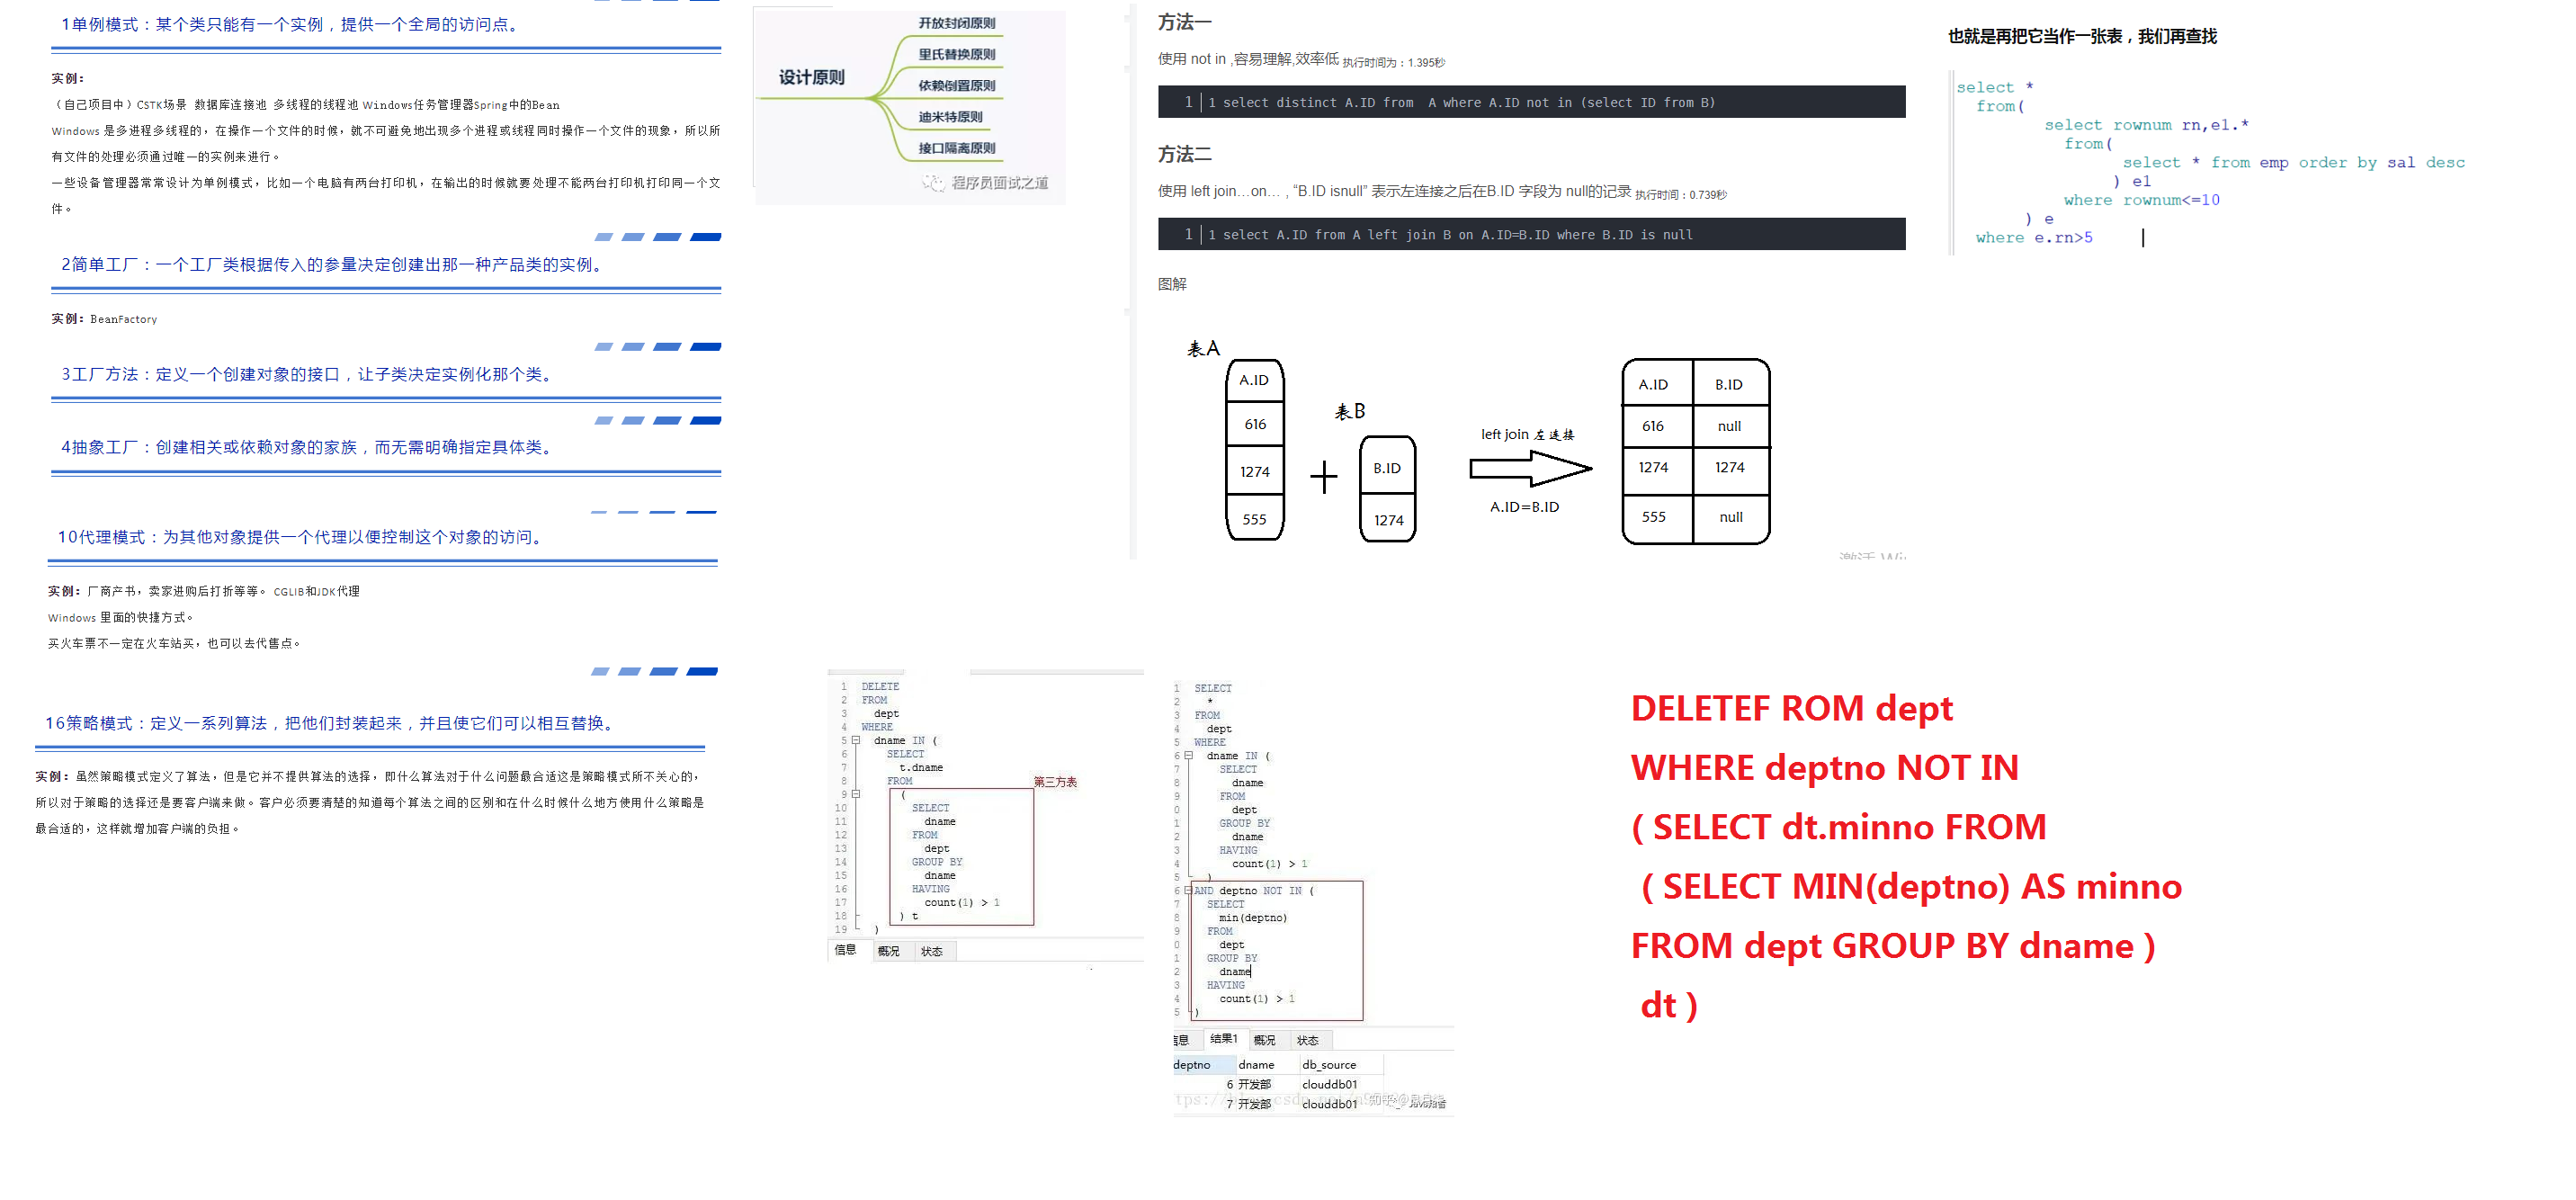 1单例模式：某个类只能有一个实例，提供一个全局的访问点。
实例：
（自己项目中）CSTK场景 数据库连接池 多线程的线程池 Windows任务管理器Spring中的Bean
Windows 是多进程多线程的，在操作一个文件的时候，就不可避免地出现多个进程或线程同时操作一个文件的现象，所以所
有文件的处理必须通过唯一的实例来进行。
一些设备管理器常常设计为单例模式，比如一个电脑有两台打印机，在输出的时候就要处理不能两台打印机打印同一个文
件。
2简单工厂：一个工厂类根据传入的参量决定创建出那一种产品类的实例。
实例：BeanFactory
3工厂方法：定义一个创建对象的接口，让子类决定实例化那个类。
4抽象工厂：创建相关或依赖对象的家族，而无需明确指定具体类。
10代理模式：为其他对象提供一个代理以便控制这个对象的访问。
实例：厂商产书，卖家进购后打折等等。 CGLIB和JDK代理
Windows 里面的快捷方式。
买火车票不一定在火车站买，也可以去代售点。
16策略模式：定义一系列算法，把他们封装起来，并且使它们可以相互替换。
实例：虽然策略模式定义了算法，但是它并不提供算法的选择，即什么算法对于什么问题最合适这是策略模式所不关心的，
所以对于策略的选择还是要客户端来做。客户必须要清楚的知道每个算法之间的区别和在什么时候什么地方使用什么策略是
最合适的，这样就增加客户端的负担。
设计原则
开放封闭原则
里氏替换原则
依赖倒置原则
迪米特原则
接口隔离原则
程序员面试之道
方法一
使用 not in ,容易理解,效率低 执行时间为：1.395秒
1 1 select distinct A.ID from  A where A.ID not in (select ID from B)
方法二
使用 left join…on… , “B.ID isnull” 表示左连接之后在B.ID 字段为 null的记录 执行时间：0.739秒
1 1 select A.ID from A left join B on A.ID=B.ID where B.ID is null
图解
表A
A.ID
616
1274
555
+
表B
B.ID
1274
left join 左连接
A.ID=B.ID
A.ID B.ID
616 null
1274 1274
555 null
也就是再把它当作一张表，我们再查找
select *
from(
select rownum rn,e1.*
from(
select * from emp order by sal desc
) e1
where rownum<=10
) e
where e.rn>5
1 DELETE
2 FROM
3 dept
4 WHERE
5 dname IN (
6 SELECT
7 t.dname
8 FROM
第三方表
9 (
10 SELECT
11 dname
12 FROM
13 dept
14 GROUP BY
15 dname
16 HAVING
17 count(1) > 1
18 ) t
19 )
信息 概况 状态
1 SELECT
2 *
3 FROM
4 dept
5 WHERE
6 dname IN (
7 SELECT
8 dname
9 FROM
0 dept
1 GROUP BY
2 dname
3 HAVING
4 count(1) > 1
5 )
6 AND deptno NOT IN (
7 SELECT
8 min(deptno)
9 FROM
0 dept
1 GROUP BY
2 dname
3 HAVING
4 count(1) > 1
5 )
信息 结果1 概况 状态
deptno dname db_source
6 开发部 clouddb01
7 开发部 clouddb01
DELETEF ROM dept
WHERE deptno NOT IN
( SELECT dt.minno FROM
( SELECT MIN(deptno) AS minno
FROM dept GROUP BY dname )
dt )